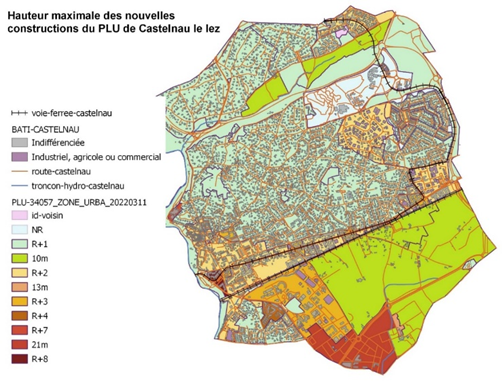 Hauteur maximale des nouvelles
constructions du PLU de Castelnau le lez
voie-ferree-castelnau
BATI-CASTELNAU
Indifférenciée
Industriel, agricole ou commercial
route-castelnau
troncon-hydro-castelnau
PLU-34057_ZONE_URBA_20220311
id-voisin
NR
R+1
10m
R+2
13m
R+3
R+4
R+7
21m
R+8